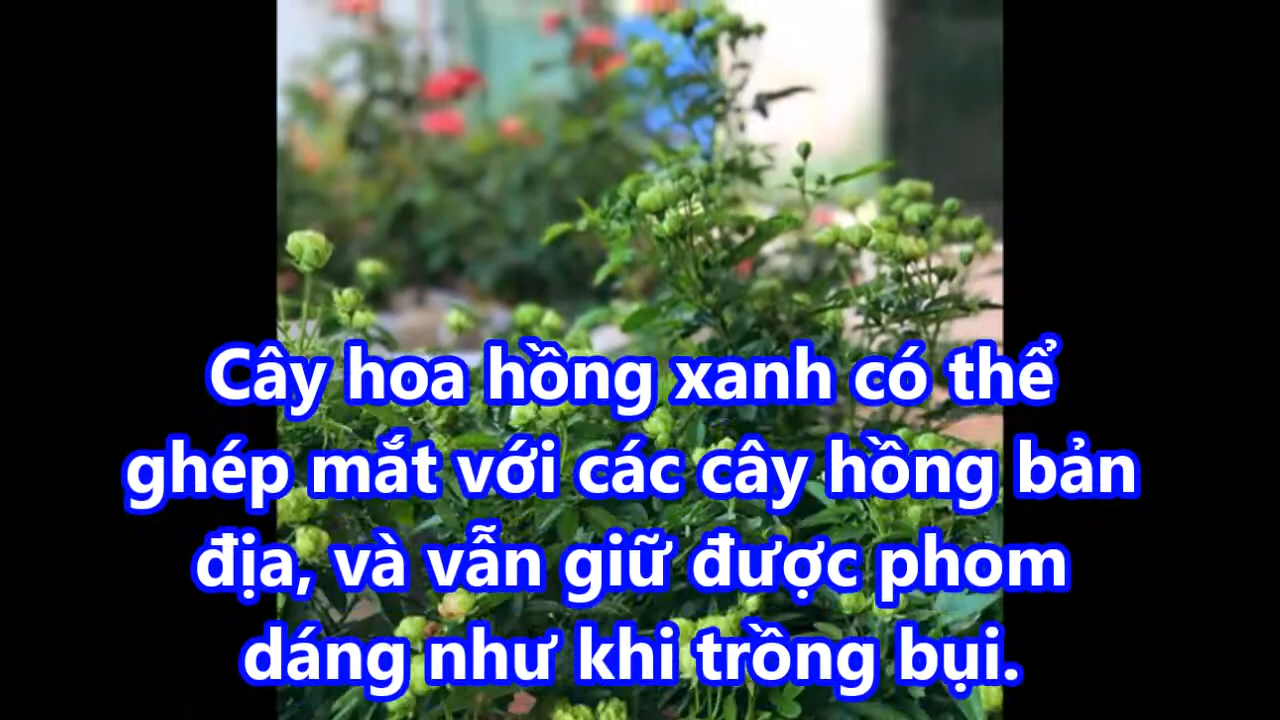 Cây hoa hồng xanh có thể
ghép mắt với các cây hồng bản
địa, và vẫn giữ được phom
dáng như khi trồng bụi.